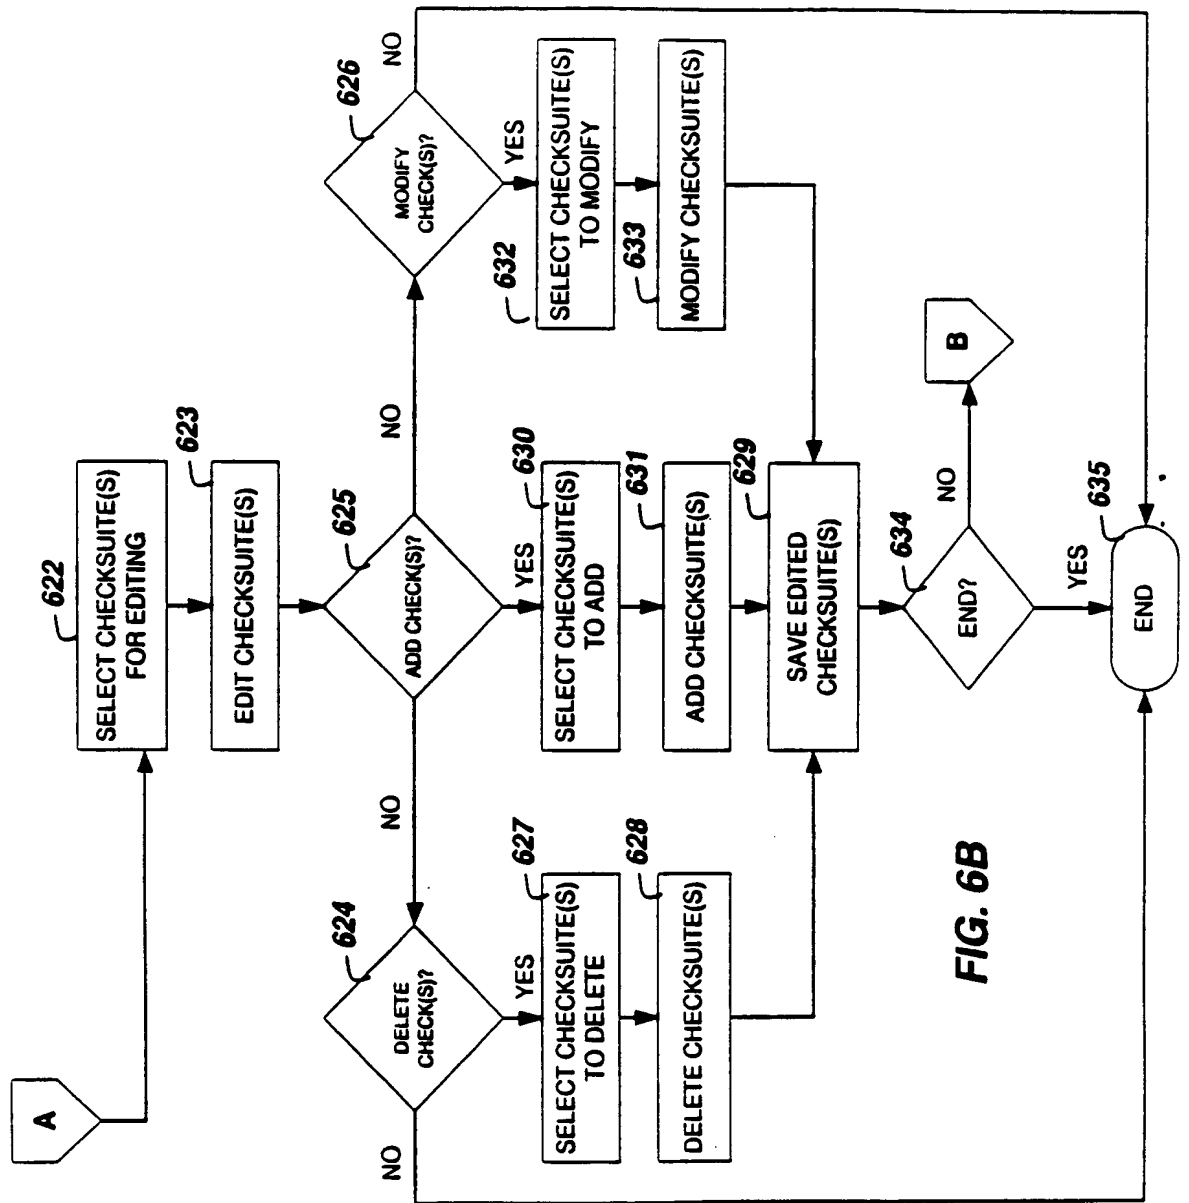 A
622
SELECT CHECKSUITE(S)
FOR EDITING
623
EDIT CHECKSUITE(S)
624
DELETE
CHECK(S)?
NO
625
ADD CHECK(S)?
NO
626
MODIFY
CHECK(S)?
NO
NO
YES
YES
YES
627
SELECT CHECKSUITE(S)
TO DELETE
630
SELECT CHECKSUITE(S)
TO ADD
632
SELECT CHECKSUITE(S)
TO MODIFY
628
DELETE CHECKSUITE(S)
631
ADD CHECKSUITE(S)
633
MODIFY CHECKSUITE(S)
629
SAVE EDITED
CHECKSUITE(S)
634
END?
NO
B
YES
635
END
FIG. 6B